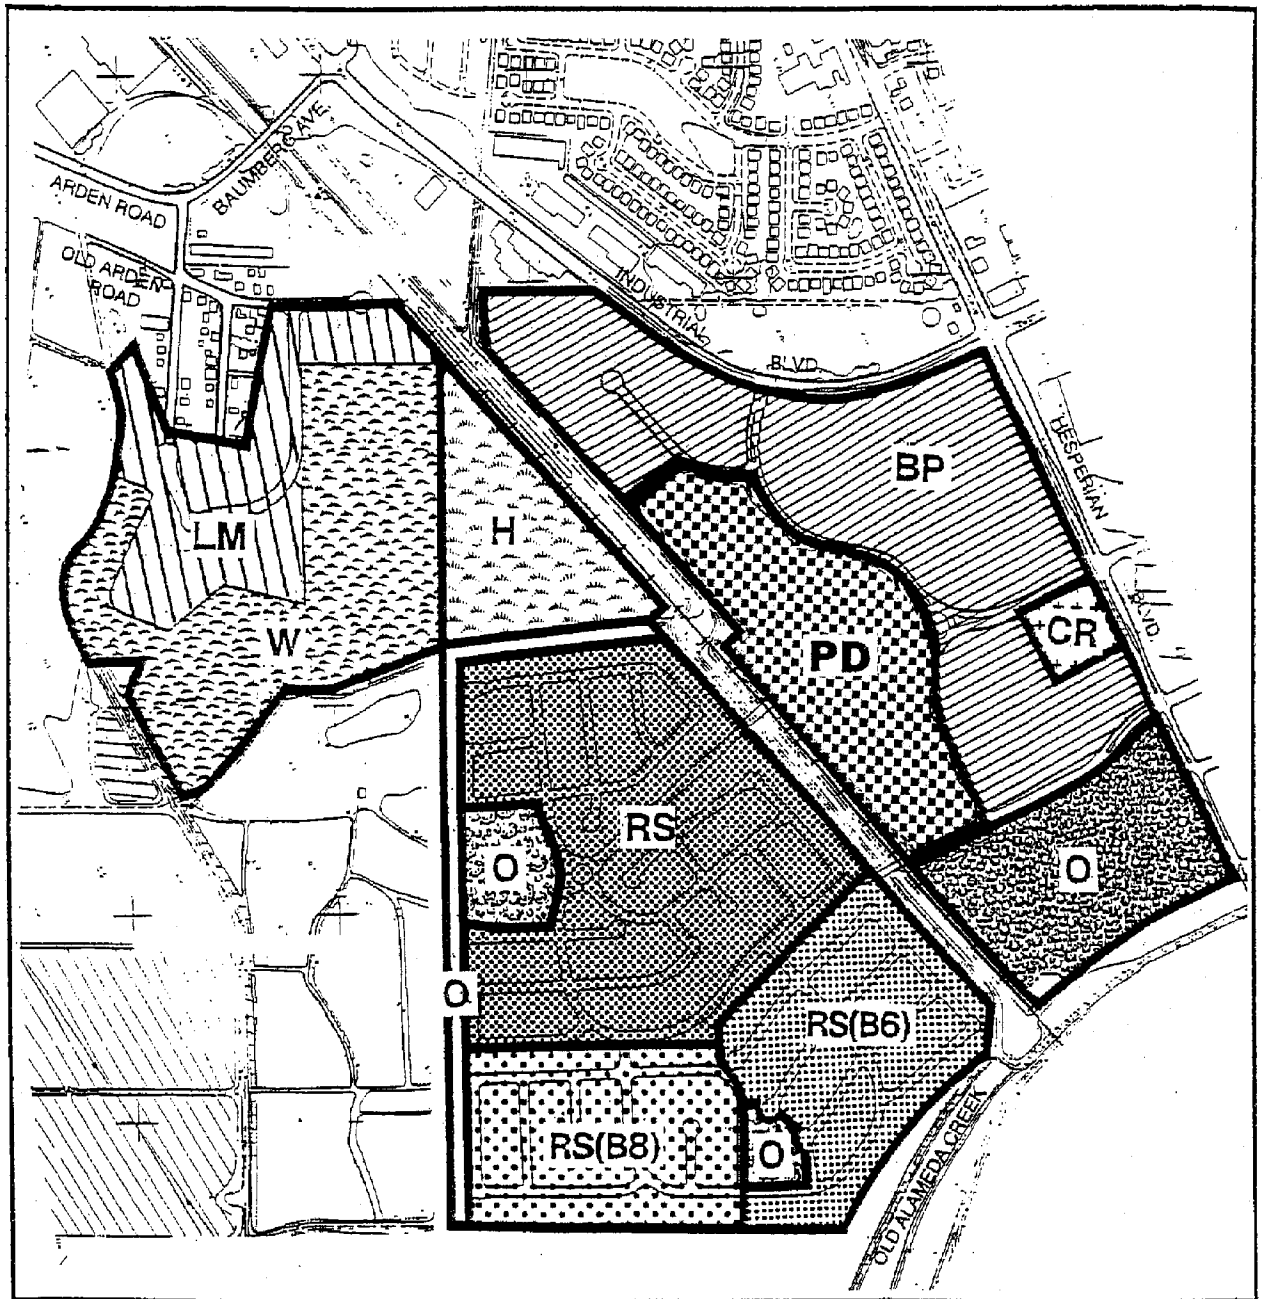 BAUMBERG AVE
ARDEN ROAD
OLD ARDEN
ROAD
INDUSTRIAL
BLVD
HESPERIAN
BLVD.
BP
LM
H
CR
W
PD
RS
O
O
O
RS(B6)
RS(B8)
O
OLD ALAMEDA CREEK